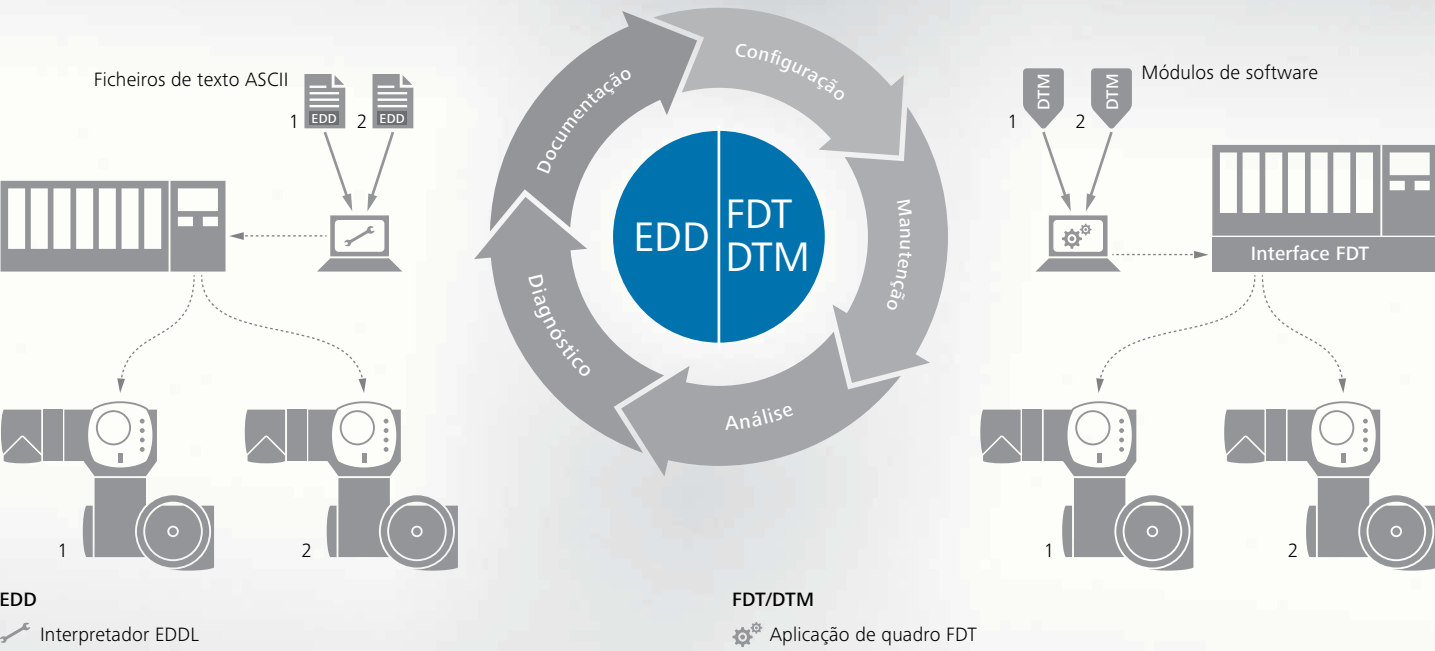 Ficheiros de texto ASCII
1 EDD 2 EDD
Documentação
Configuração
Manutenção
Análise
Diagnóstico
EDD
FDT
DTM
Módulos de software
1 DTM 2 DTM
Interface FDT
1
2
1
2
EDD
Interpretador EDDL
FDT/DTM
Aplicação de quadro FDT